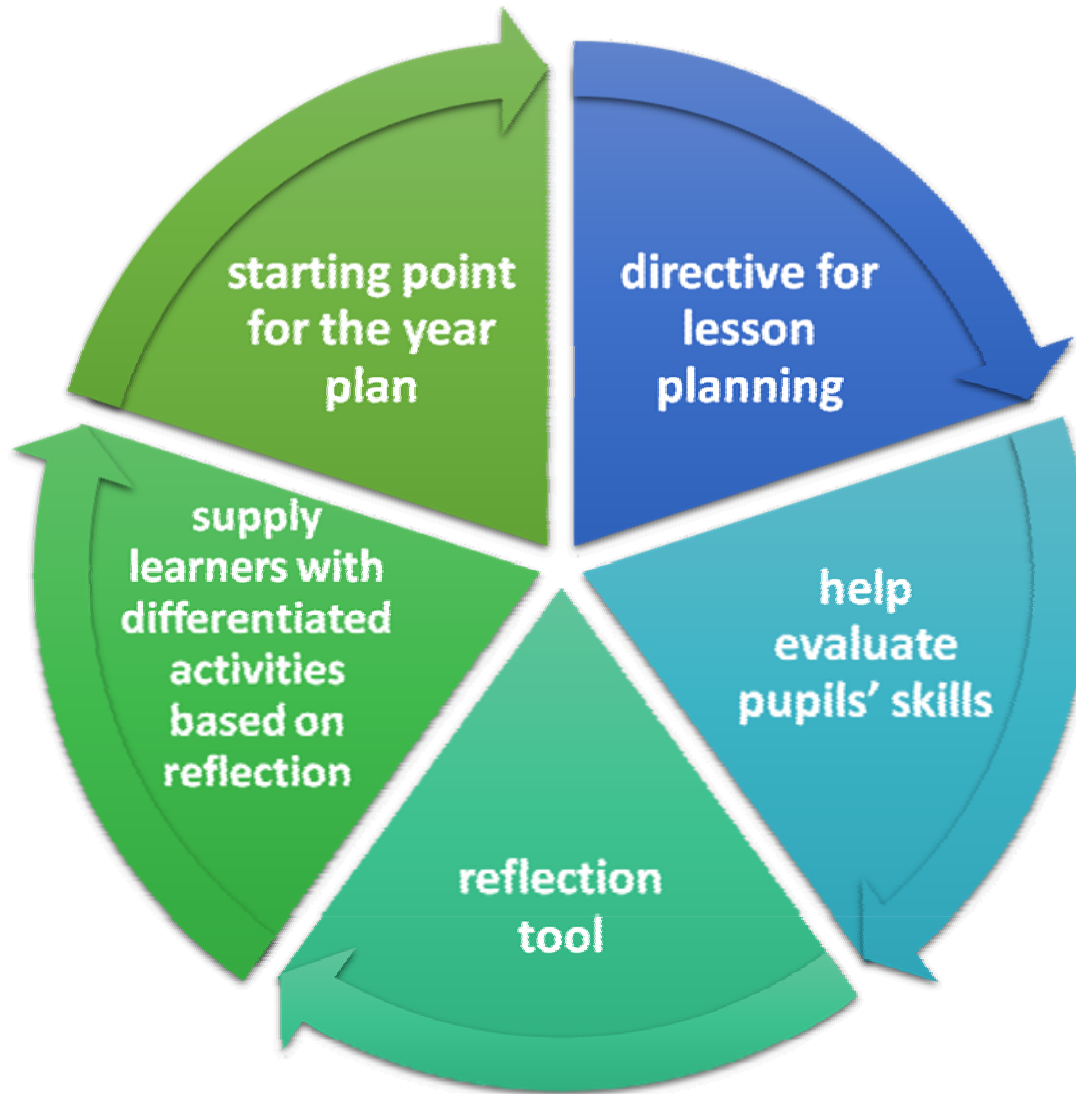 starting point
for the year
plan
directive for
lesson
planning
help
evaluate
pupils’ skills
reflection
tool
supply
learners with
differentiated
activities
based on
reflection